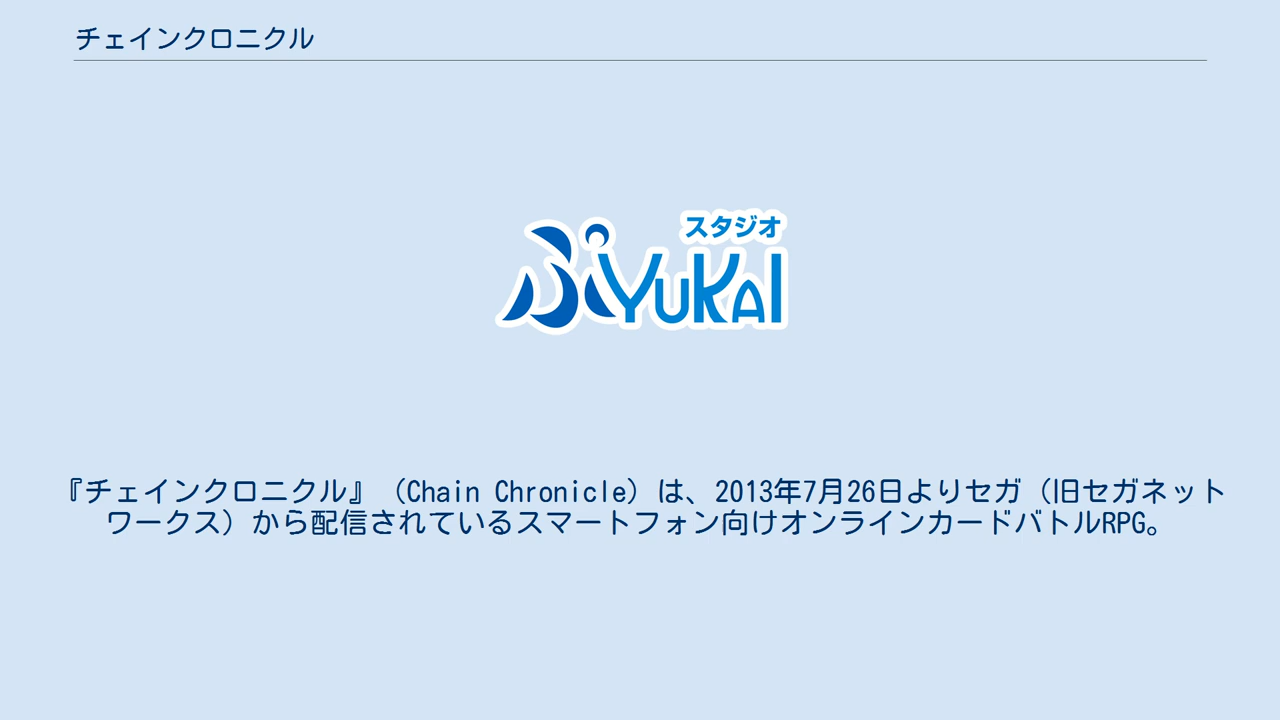 チェインクロニクル
スタジオ
ぷYUKAI
『チェインクロニクル』（Chain Chronicle）は、2013年7月26日よりセガ（旧セガネット
ワークス）から配信されているスマートフォン向けオンラインカードバトルRPG。